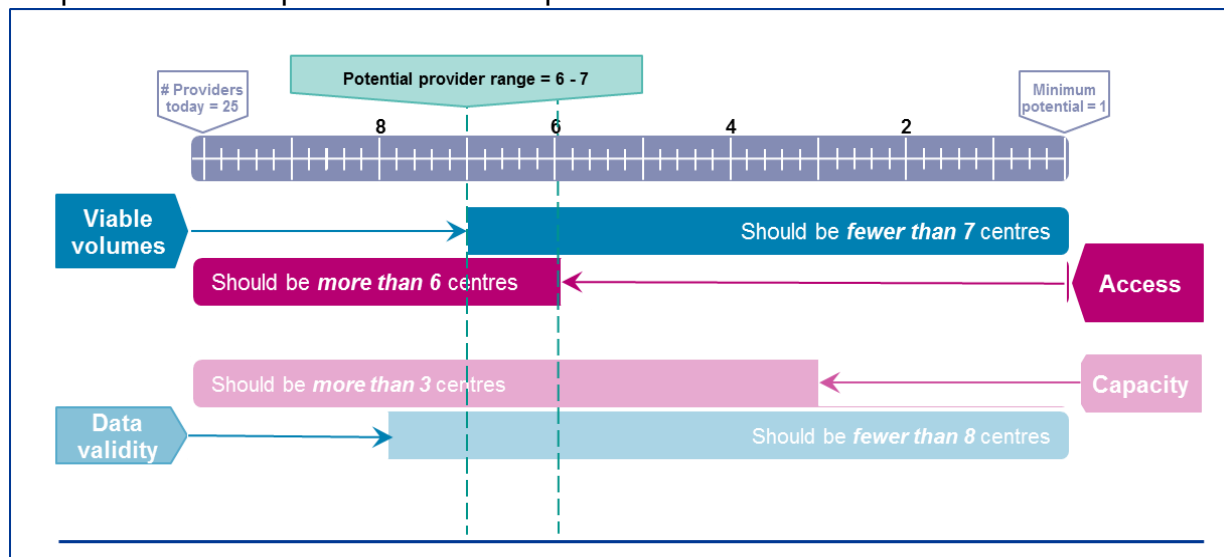 # Providers
today = 25
Potential provider range = 6 - 7
Minimum
potential = 1
8
6
4
2
Viable
volumes
Should be fewer than 7 centres
Should be more than 6 centres
Access
Should be more than 3 centres
Capacity
Data
validity
Should be fewer than 8 centres